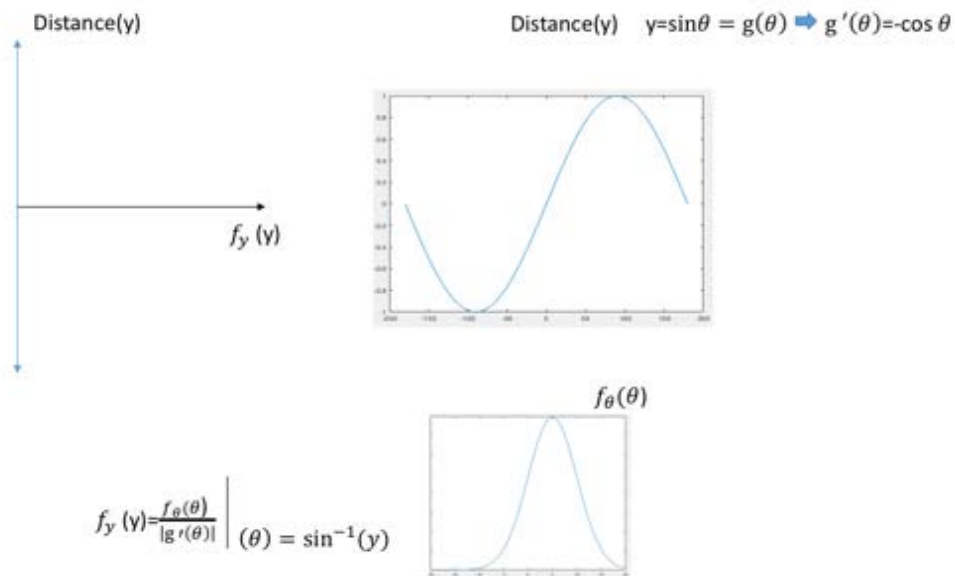 Distance(y)
Distance(y) y=sinθ = g(θ) ➡ g ′(θ)=-cos θ
f_y (y)
f_θ(θ)
f_y (y)=f_θ(θ)/|g ′(θ)| | (θ) = sin⁻¹(y)